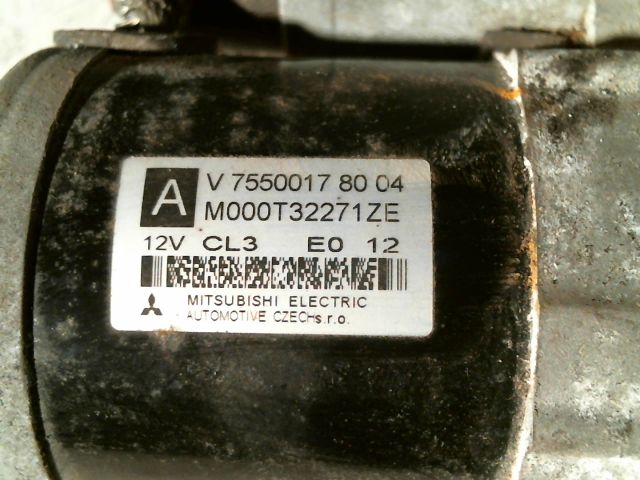 A
V 7550017 80 04
M000T32271ZE
12V CL3 E0 12
MITSUBISHI ELECTRIC
AUTOMOTIVE CZECH s.r.o.